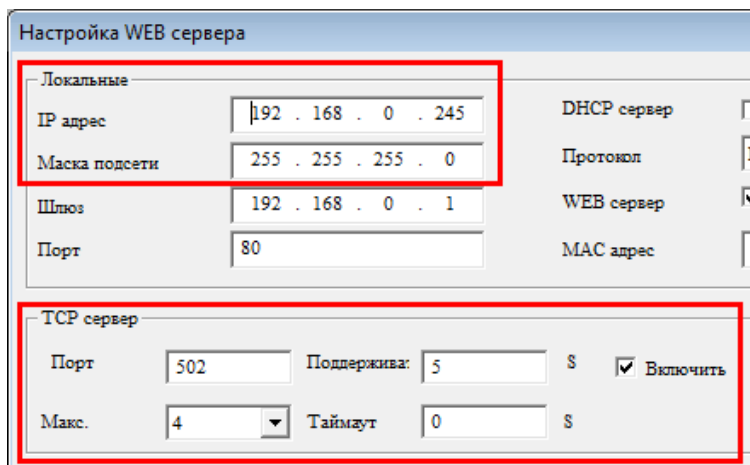 Настройка WEB сервера
Локальные
IP адрес 192 . 168 . 0 . 245 DHCP сервер
Маска подсети 255 . 255 . 255 . 0 Протокол
Шлюз 192 . 168 . 0 . 1 WEB сервер
Порт 80 MAC адрес
TCP сервер
Порт 502 Поддержива: 5 S Включить
Макс. 4 Таймаут 0 S